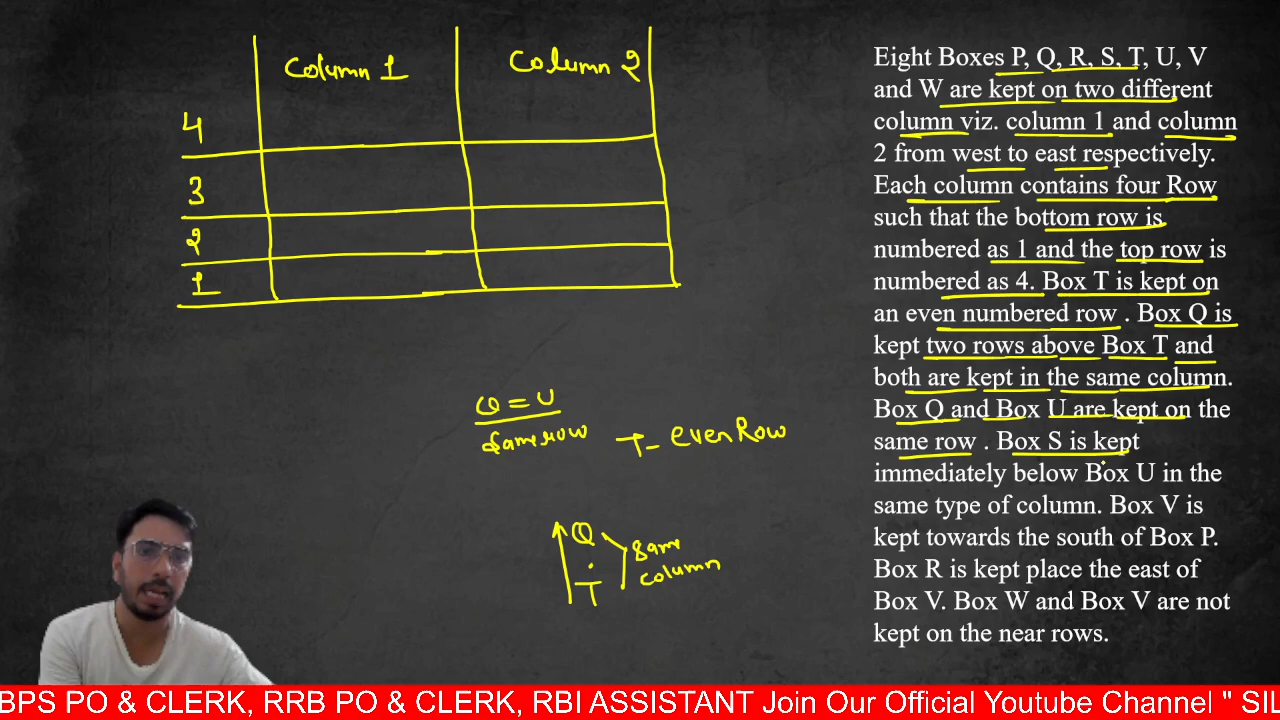 Column 1
Column 2
4
3
2
1
Eight Boxes P, Q, R, S, T, U, V
and W are kept on two different
column viz. column 1 and column
2 from west to east respectively.
Each column contains four Row
such that the bottom row is
numbered as 1 and the top row is
numbered as 4. Box T is kept on
an even numbered row . Box Q is
kept two rows above Box T and
both are kept in the same column.
Box Q and Box U are kept on the
same row . Box S is kept
immediately below Box U in the
same type of column. Box V is
kept towards the south of Box P.
Box R is kept place the east of
Box V. Box W and Box V are not
kept on the near rows.
Q = U
Same row
T - even Row
Q
T
Same
column
BPS PO & CLERK, RRB PO & CLERK, RBI ASSISTANT Join Our Official Youtube Channel " SIL